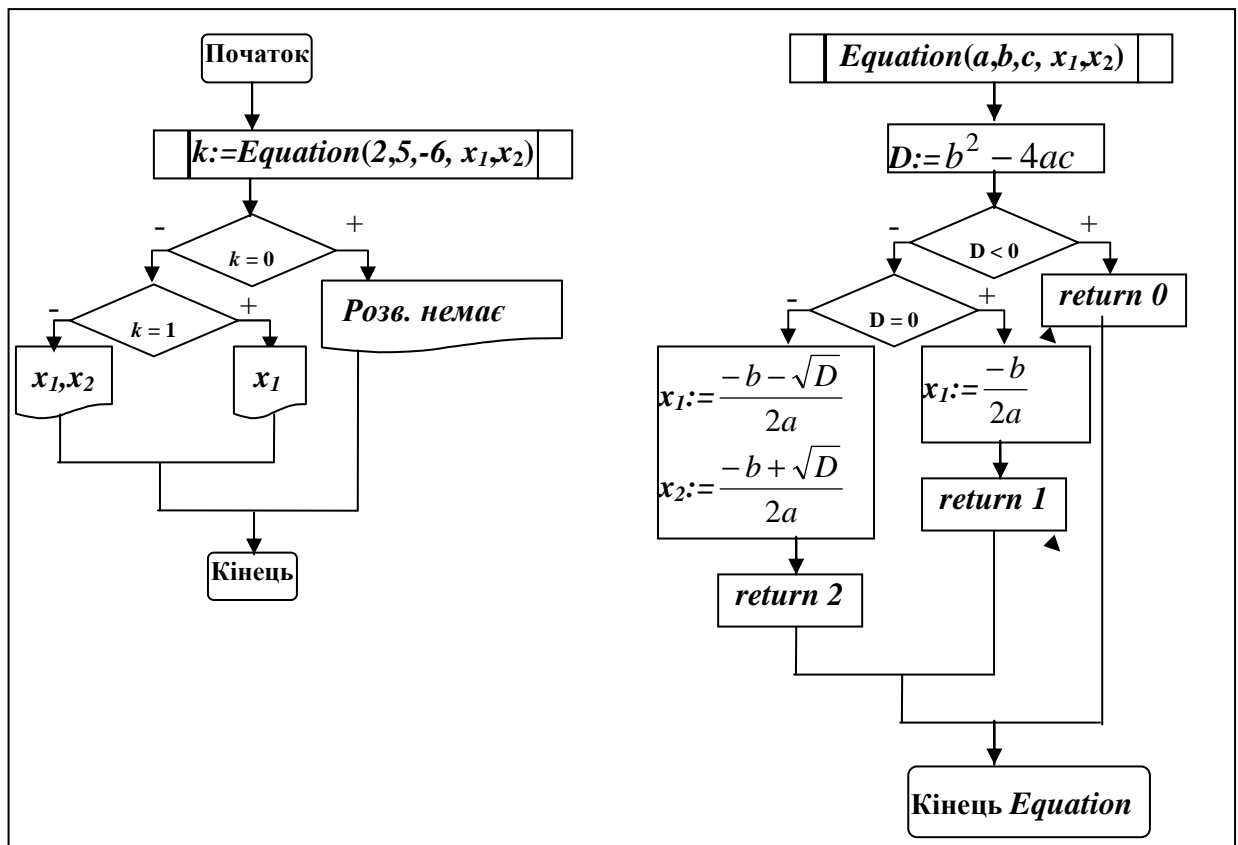 Початок
k:=Equation(2,5,-6, x₁,x₂)
-
+
k = 0
-
+
k = 1
Розв. немає
x₁,x₂
x₁
Кінець
Equation(a,b,c, x₁,x₂)
D:= b² − 4ac
-
+
D < 0
-
+
D = 0
return 0
x₁:= (−b − √D) / 2a
x₂:= (−b + √D) / 2a
x₁:= −b / 2a
return 1
return 2
Кінець Equation